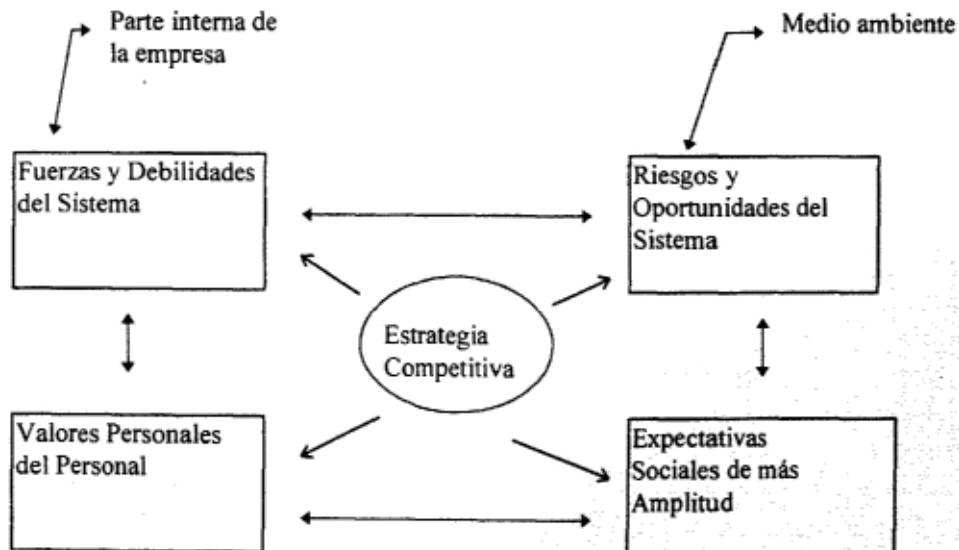 Parte interna de
la empresa
Medio ambiente
Fuerzas y Debilidades
del Sistema
Riesgos y
Oportunidades del
Sistema
Estrategia
Competitiva
Valores Personales
del Personal
Expectativas
Sociales de más
Amplitud